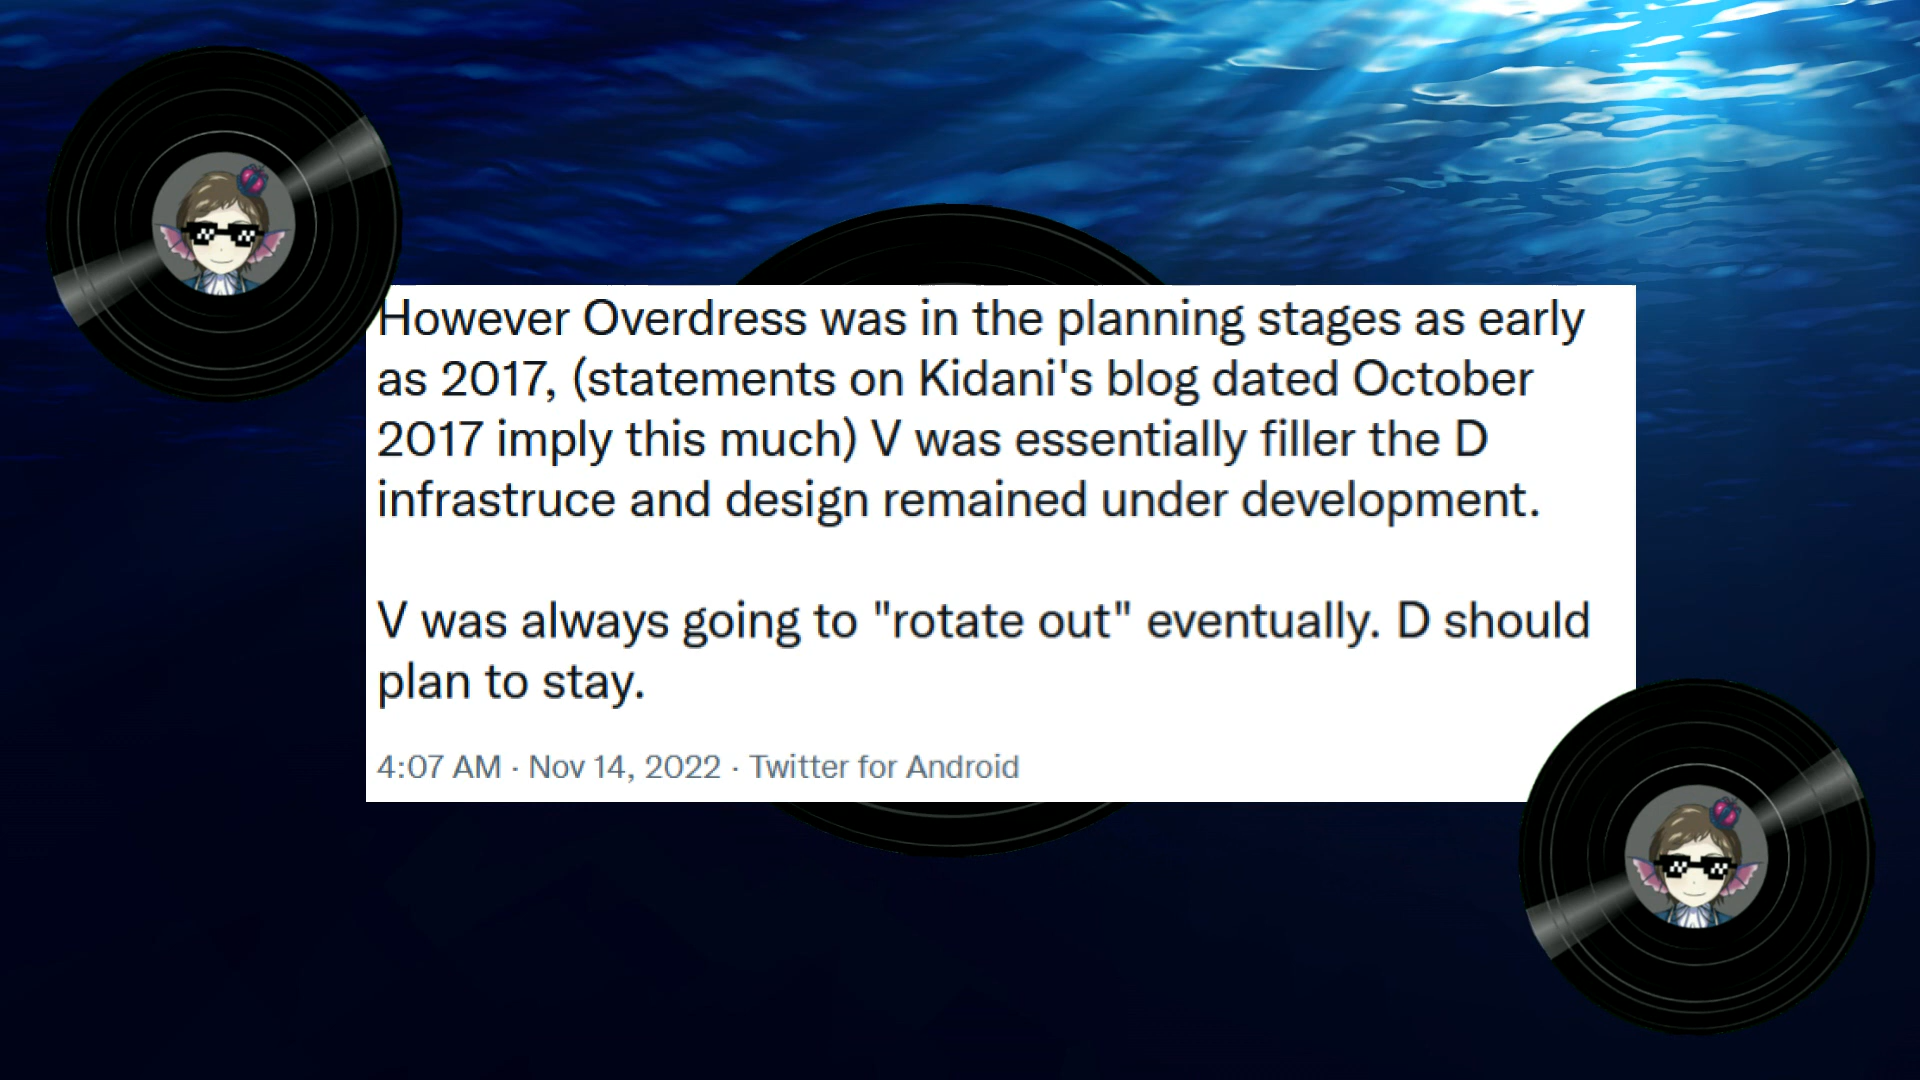 However Overdress was in the planning stages as early
as 2017, (statements on Kidani's blog dated October
2017 imply this much) V was essentially filler the D
infrastruce and design remained under development.
V was always going to "rotate out" eventually. D should
plan to stay.
4:07 AM · Nov 14, 2022 · Twitter for Android